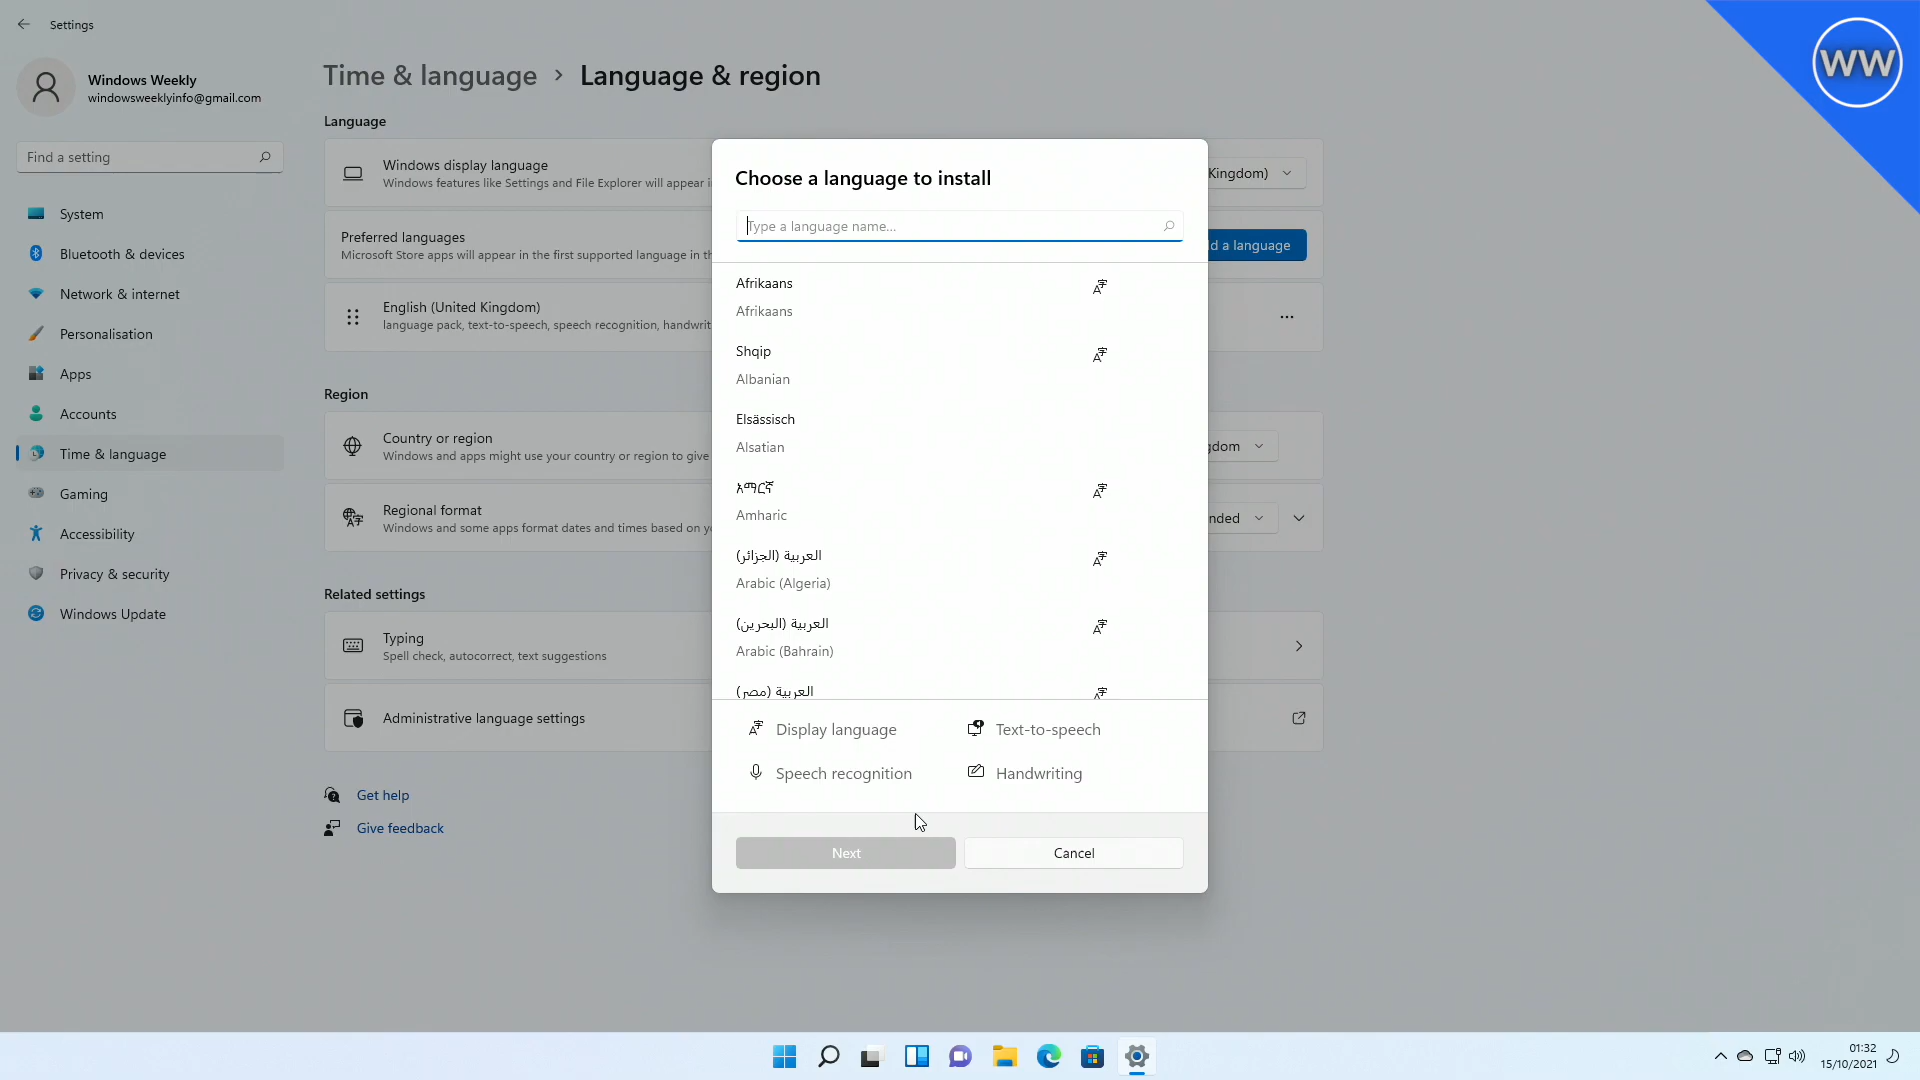 Settings
WW
Windows Weekly
windowsweeklyinfo@gmail.com
Find a setting
System
Bluetooth & devices
Network & internet
Personalisation
Apps
Accounts
Time & language
Gaming
Accessibility
Privacy & security
Windows Update
Time & language > Language & region
Language
Windows display language
Windows features like Settings and File Explorer will appear
Kingdom)
Preferred languages
Microsoft Store apps will appear in the first supported language in
a language
English (United Kingdom)
language pack, text-to-speech, speech recognition,
Region
Country or region
Windows and apps might use your country or region to give
Regional format
Windows and some apps format dates and times based on
Related settings
Typing
Spell check, autocorrect, text suggestions
Administrative language settings
Get help
Give feedback
Choose a language to install
Type a language name...
Afrikaans
Afrikaans
Shqip
Albanian
Elsässisch
Alsatian
አማርኛ
Amharic
العربية (الجزائر)
Arabic (Algeria)
العربية (البحرين)
Arabic (Bahrain)
العربية (مصر)
Display language
Text-to-speech
Speech recognition
Handwriting
Next
Cancel
01:32
15/10/2021